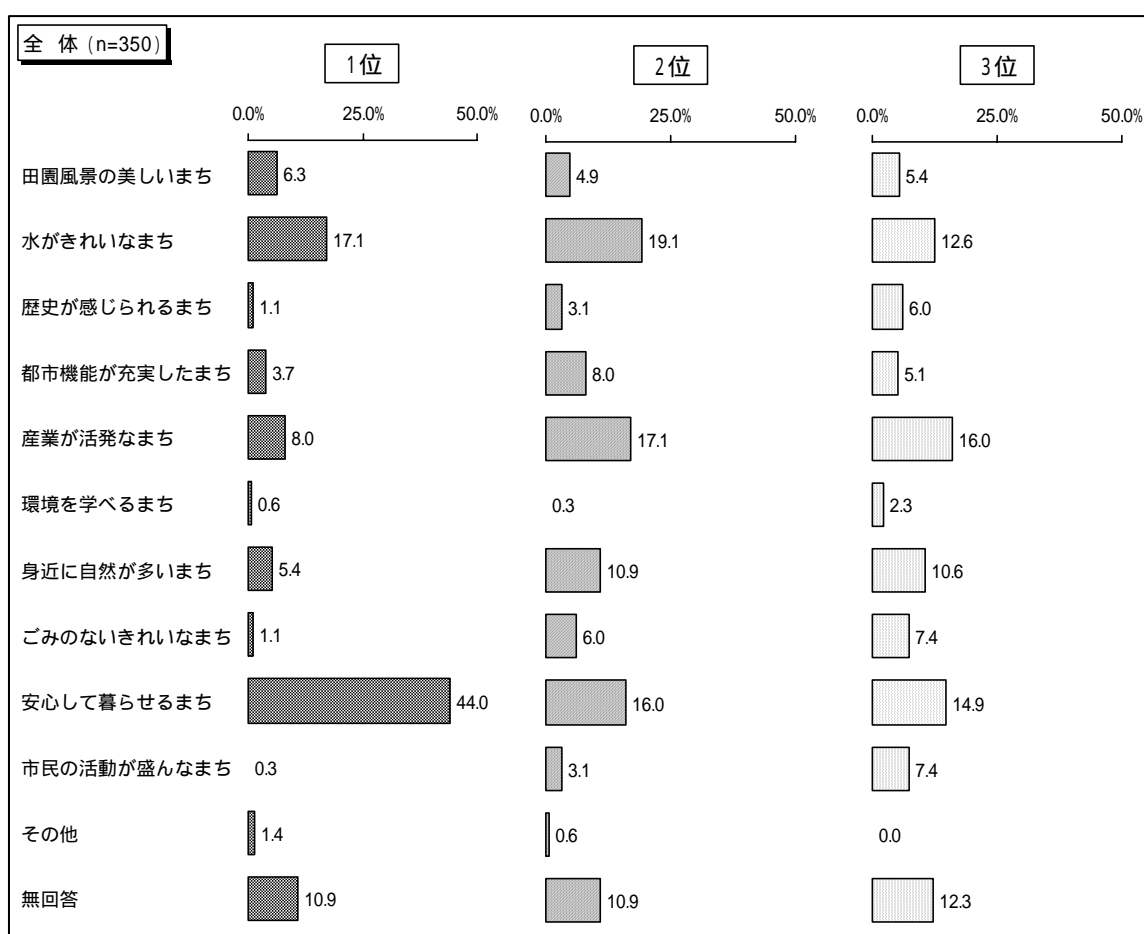 全 体 (n=350)
1位 2位 3位
0.0% 25.0% 50.0% 0.0% 25.0% 50.0% 0.0% 25.0% 50.0%
田園風景の美しいまち 6.3 4.9 5.4
水がきれいなまち 17.1 19.1 12.6
歴史が感じられるまち 1.1 3.1 6.0
都市機能が充実したまち 3.7 8.0 5.1
産業が活発なまち 8.0 17.1 16.0
環境を学べるまち 0.6 0.3 2.3
身近に自然が多いまち 5.4 10.9 10.6
ごみのないきれいなまち 1.1 6.0 7.4
安心して暮らせるまち 44.0 16.0 14.9
市民の活動が盛んなまち 0.3 3.1 7.4
その他 1.4 0.6 0.0
無回答 10.9 10.9 12.3